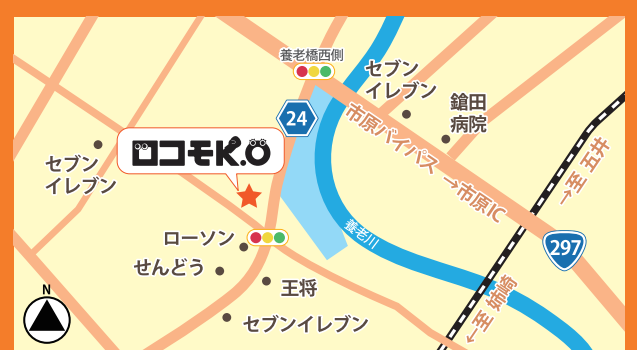 養老橋西側
セブン
イレブン
鎗田
病院
24
市原バイパス →市原IC
ロコモK.O
セブン
イレブン
→至 五井
養老川
ローソン
297
せんどう
王将
→至 姉崎
セブンイレブン
N